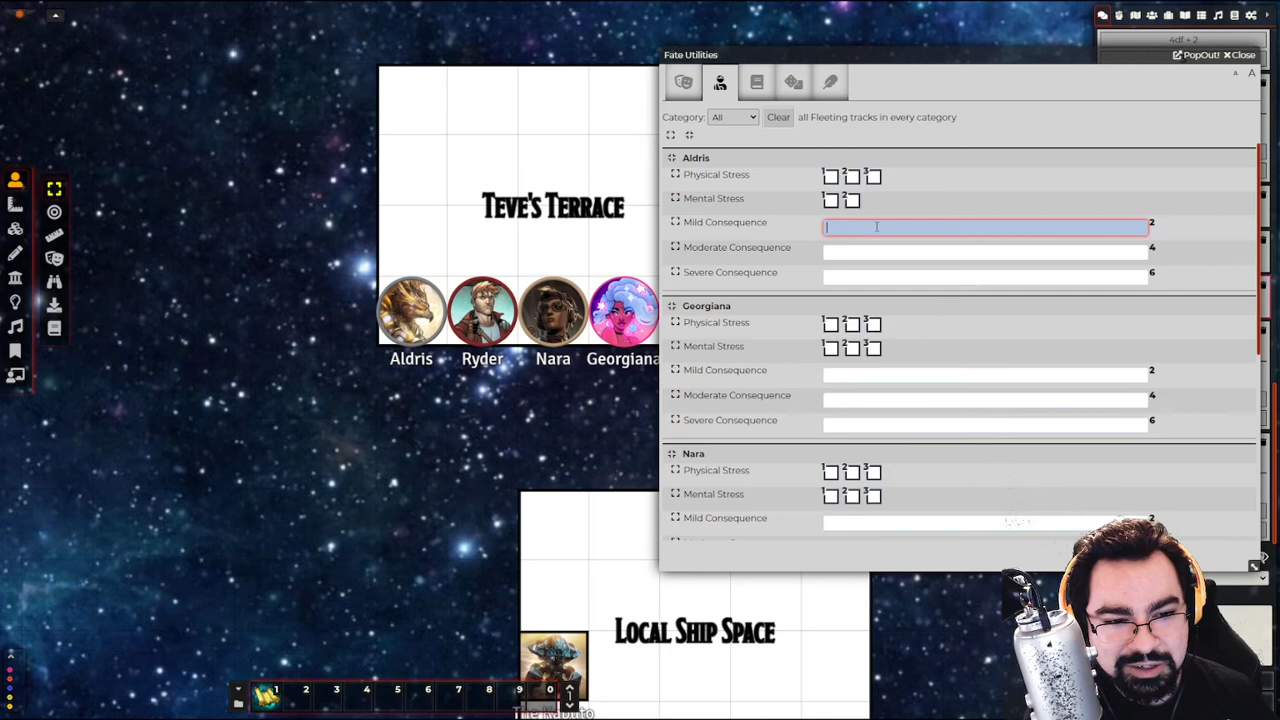 4df + 2
Fate Utilities
PopOut! Close
A A
Category: All Clear all Fleeting tracks in every category
Aldris
Physical Stress 1 2 3
Mental Stress 1 2
Mild Consequence 2
Moderate Consequence 4
Severe Consequence 6
Georgiana
Physical Stress 1 2 3
Mental Stress 1 2 3
Mild Consequence 2
Moderate Consequence 4
Severe Consequence 6
Nara
Physical Stress 1 2 3
Mental Stress 1 2 3
Mild Consequence 2
Teve's Terrace
Aldris Ryder Nara Georgiana
Local Ship Space
1 2 3 4 5 6 7 8 9 0
1